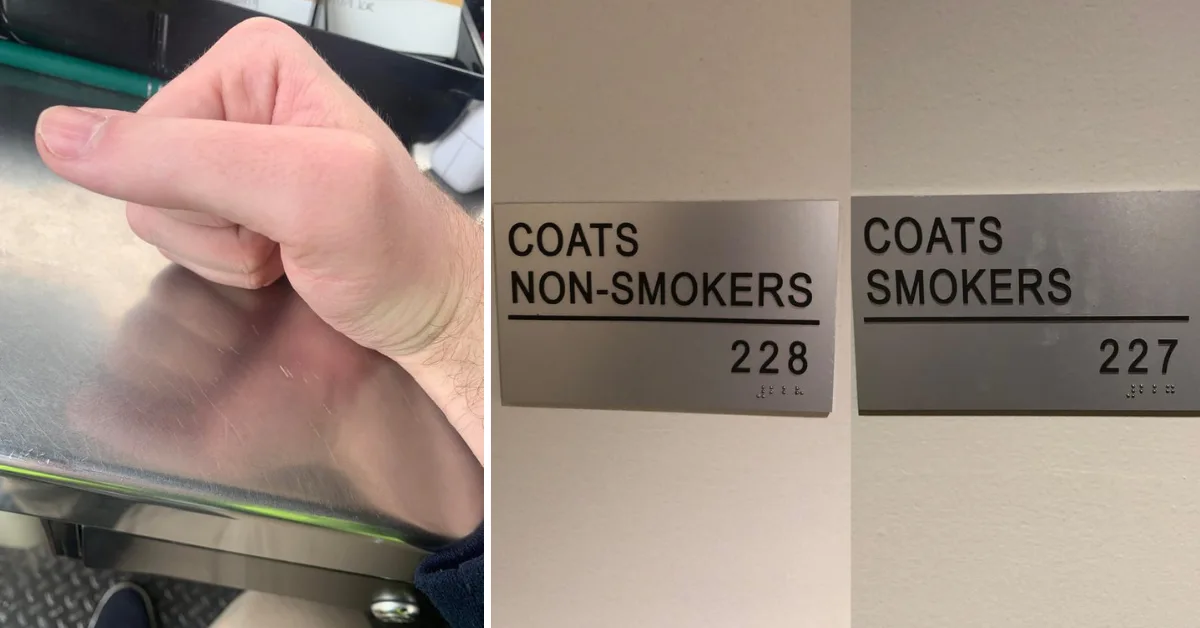 COATS
NON-SMOKERS
228
COATS
SMOKERS
227